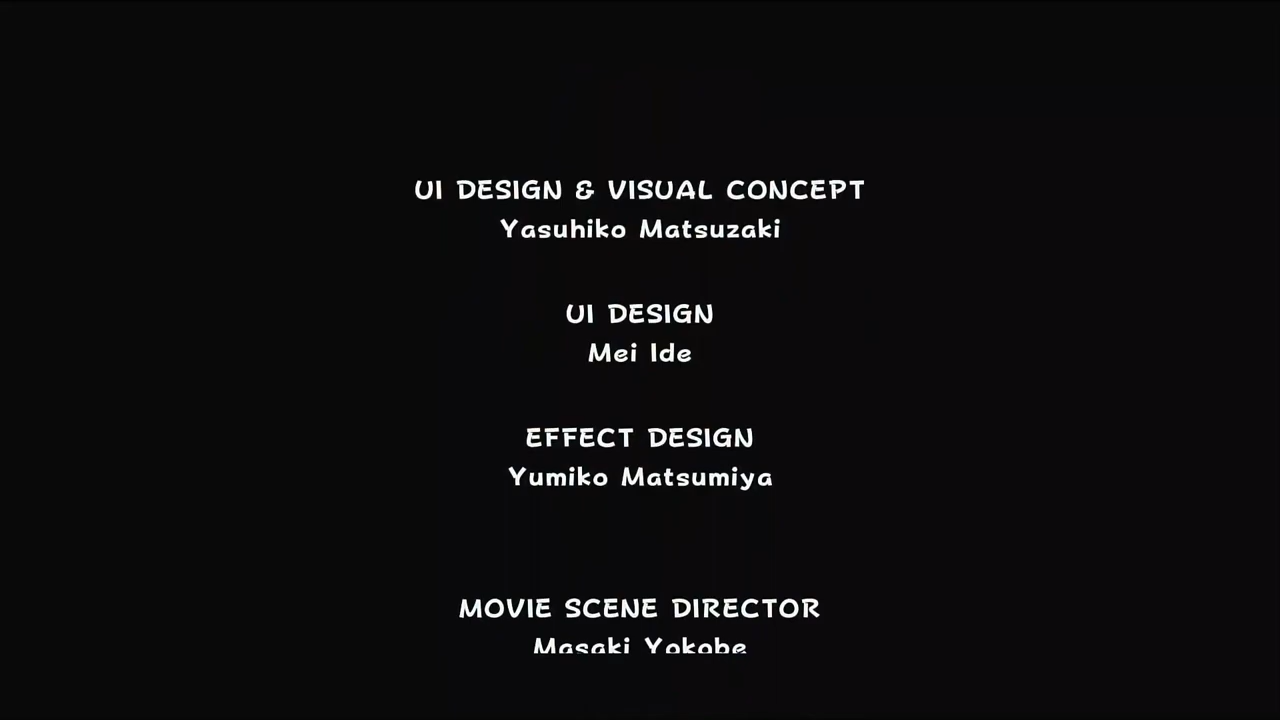 UI DESIGN & VISUAL CONCEPT
Yasuhiko Matsuzaki
UI DESIGN
Mei Ide
EFFECT DESIGN
Yumiko Matsumiya
MOVIE SCENE DIRECTOR
Masaki Yokobe